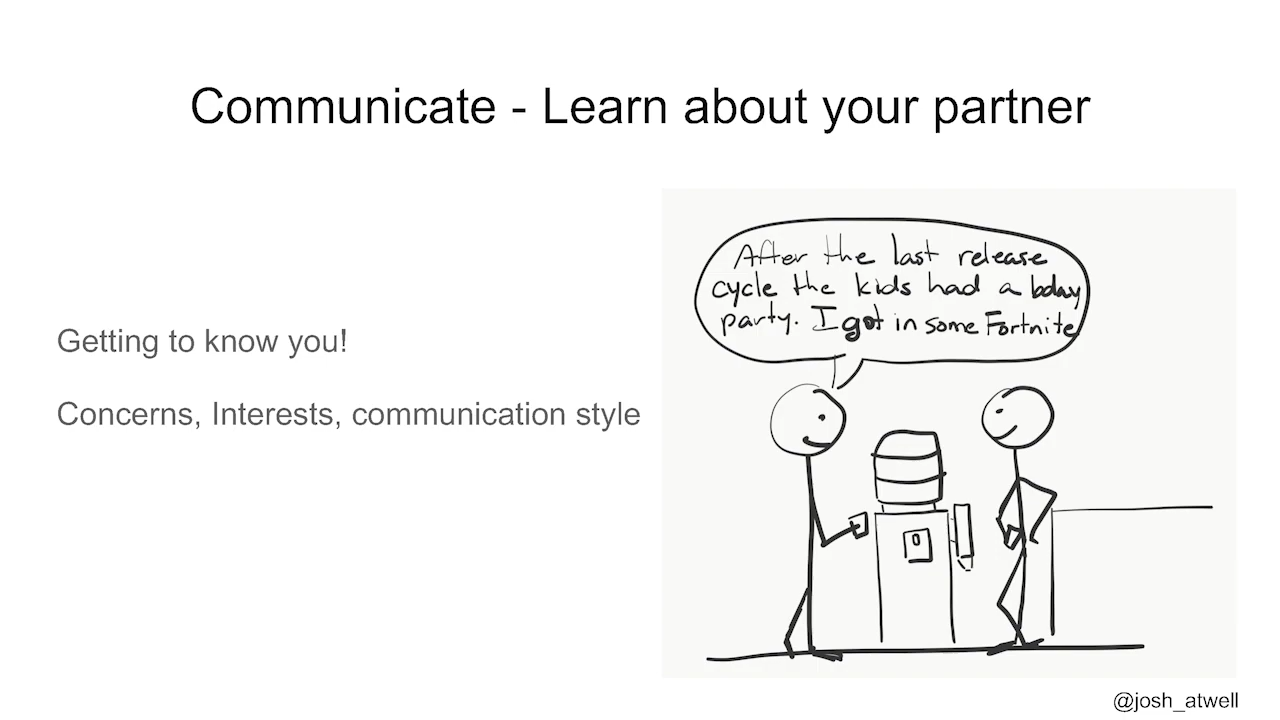 Communicate - Learn about your partner
Getting to know you!
Concerns, Interests, communication style
After the last release
cycle the kids had a bday
party. I got in some Fortnite
@josh_atwell